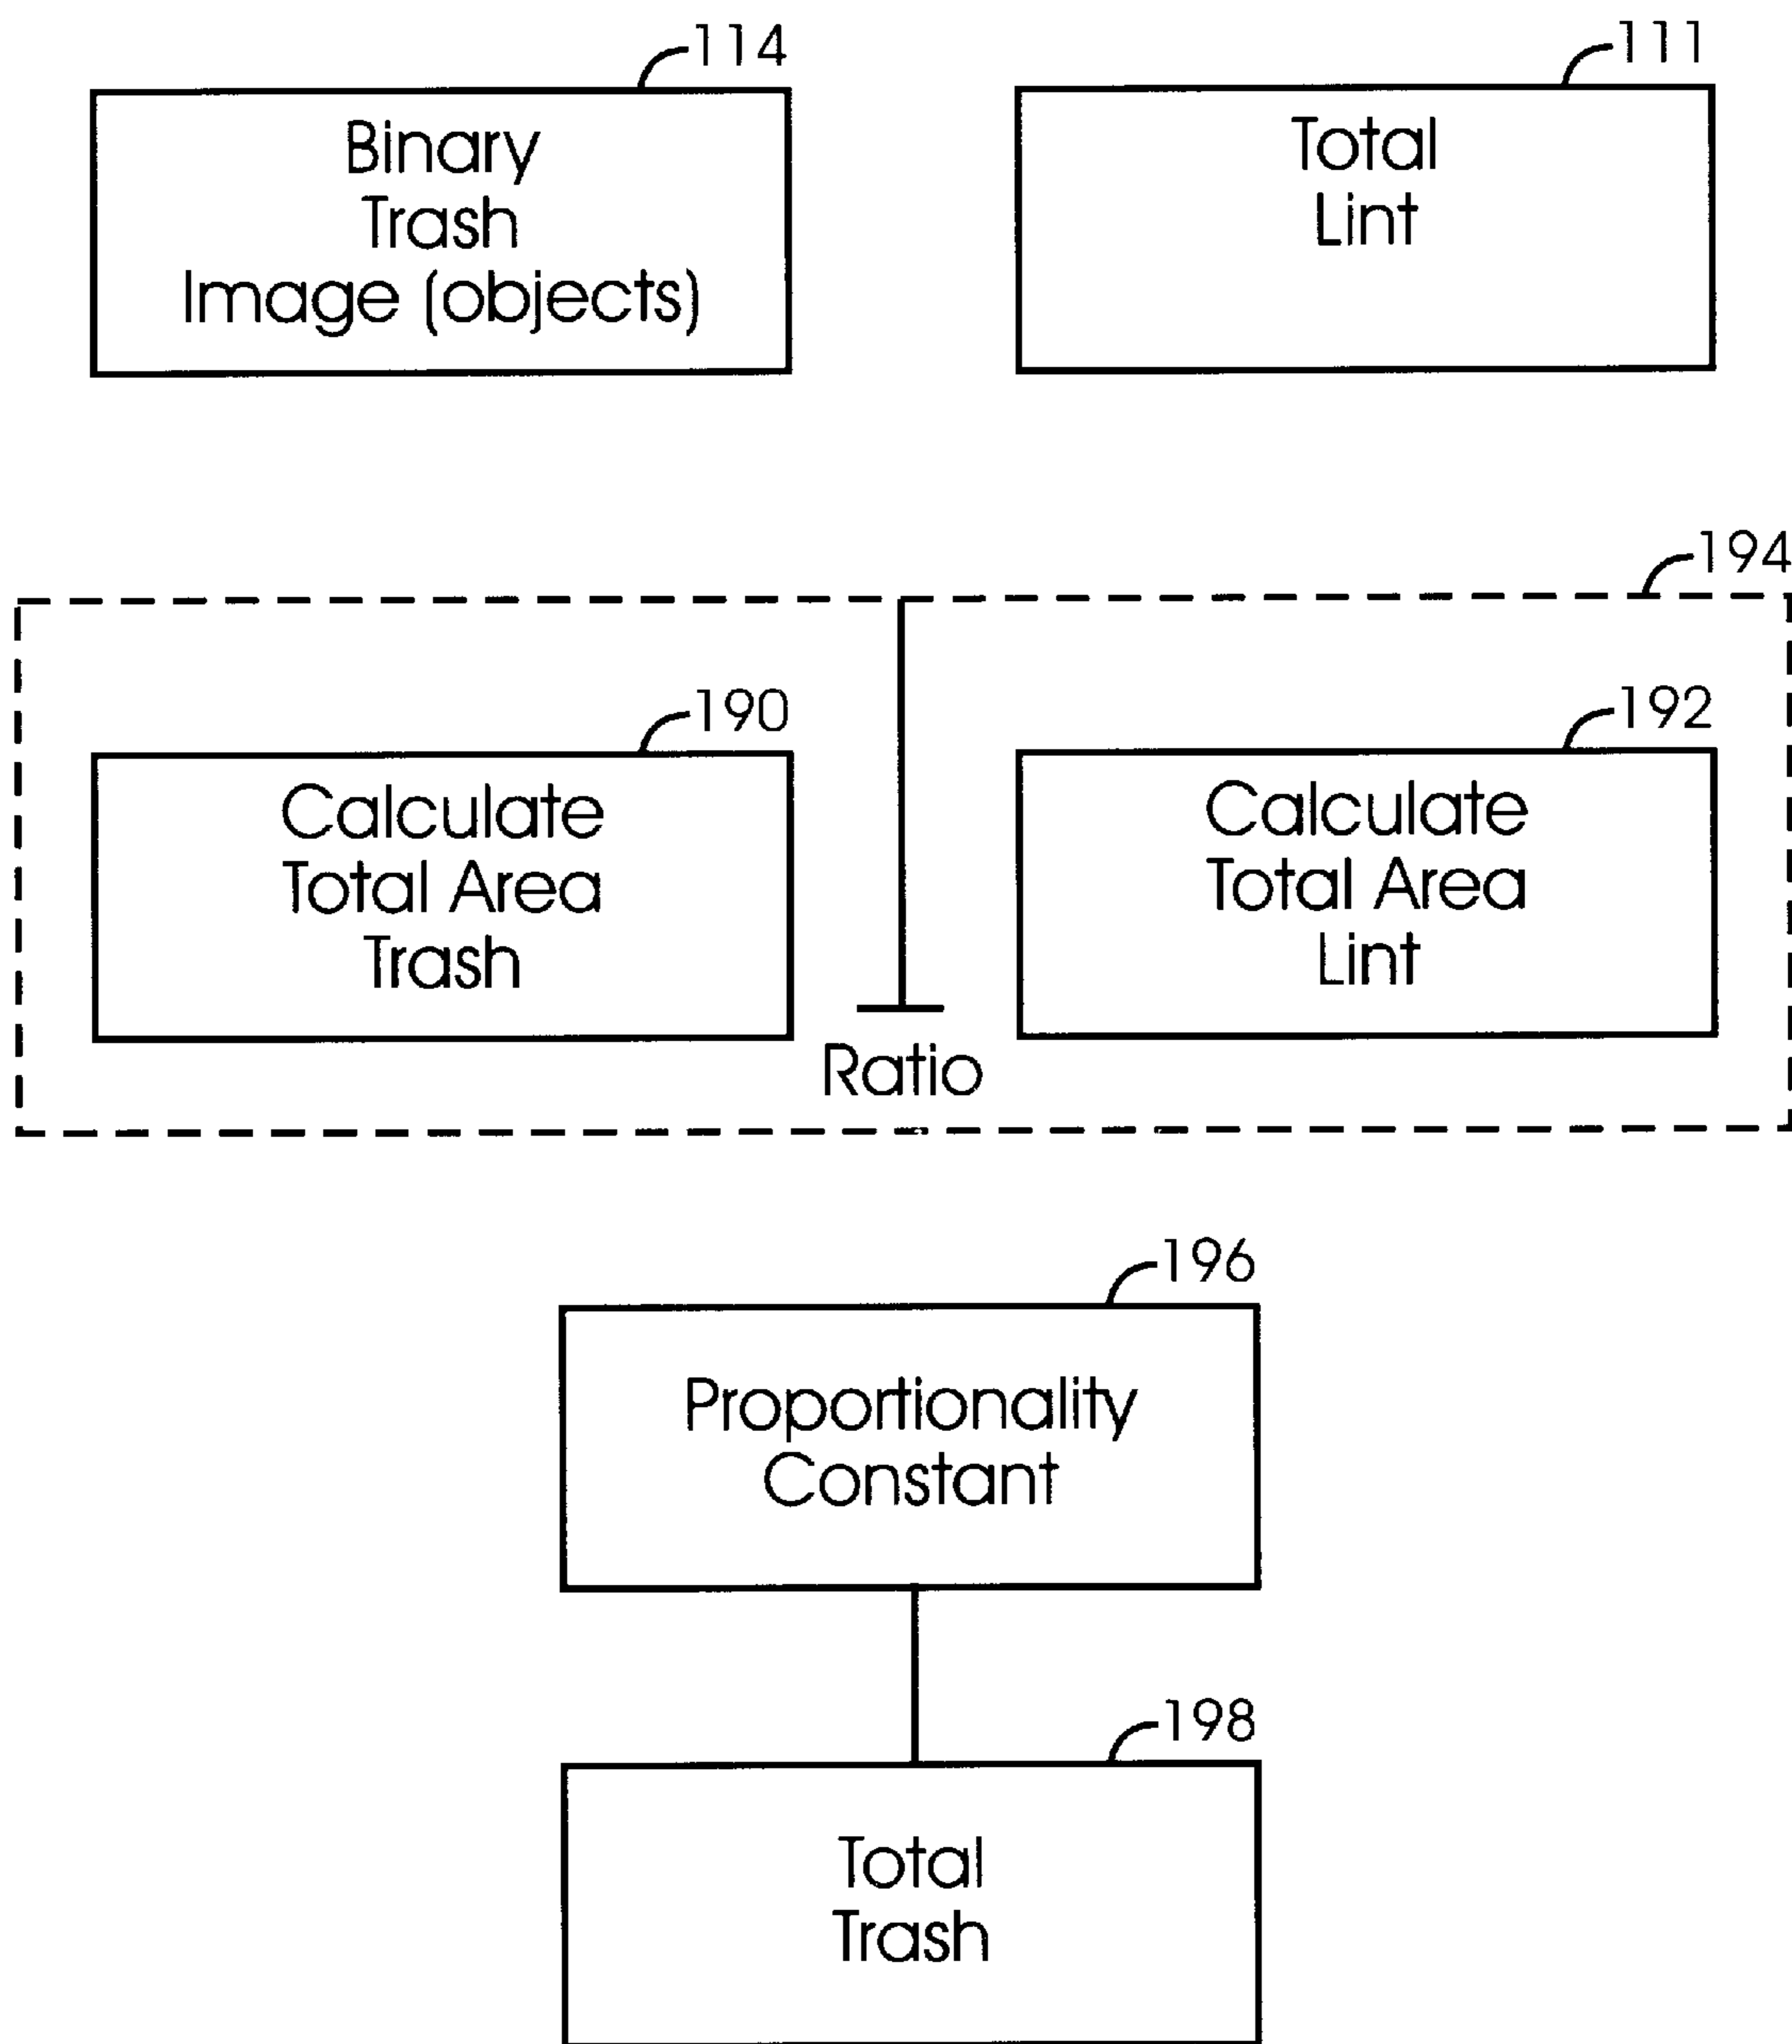 114
Binary
Trash
Image (objects)
111
Total
Lint
194
190
Calculate
Total Area
Trash
192
Calculate
Total Area
Lint
Ratio
196
Proportionality
Constant
198
Total
Trash